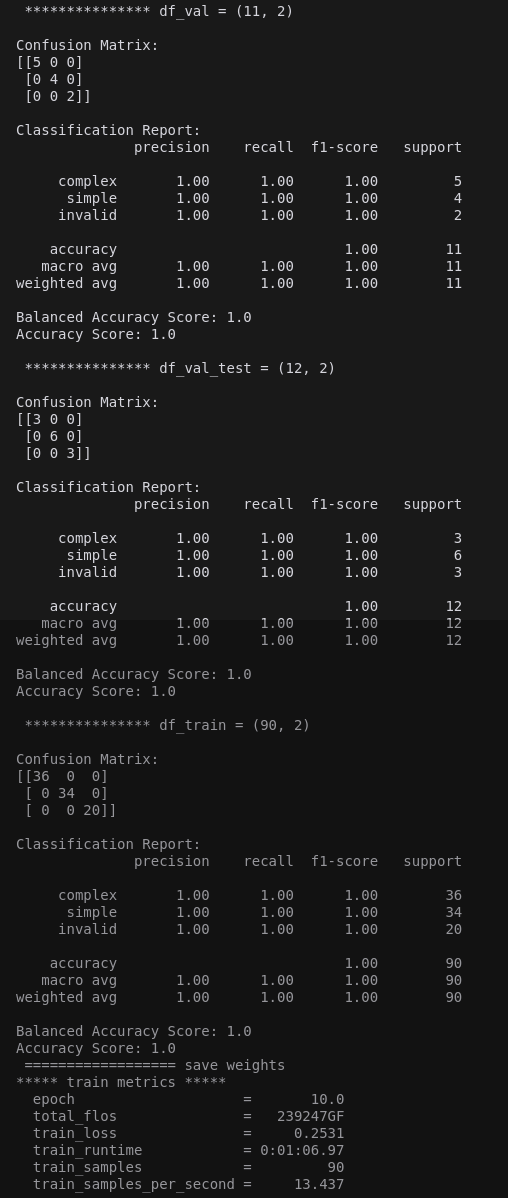 *************** df_val = (11, 2)
Confusion Matrix:
[[5 0 0]
[0 4 0]
[0 0 2]]
Classification Report:
precision recall f1-score support
complex 1.00 1.00 1.00 5
simple 1.00 1.00 1.00 4
invalid 1.00 1.00 1.00 2
accuracy 1.00 11
macro avg 1.00 1.00 1.00 11
weighted avg 1.00 1.00 1.00 11
Balanced Accuracy Score: 1.0
Accuracy Score: 1.0
*************** df_val_test = (12, 2)
Confusion Matrix:
[[3 0 0]
[0 6 0]
[0 0 3]]
Classification Report:
precision recall f1-score support
complex 1.00 1.00 1.00 3
simple 1.00 1.00 1.00 6
invalid 1.00 1.00 1.00 3
accuracy 1.00 12
macro avg 1.00 1.00 1.00 12
weighted avg 1.00 1.00 1.00 12
Balanced Accuracy Score: 1.0
Accuracy Score: 1.0
*************** df_train = (90, 2)
Confusion Matrix:
[[36 0 0]
[ 0 34 0]
[ 0 0 20]]
Classification Report:
precision recall f1-score support
complex 1.00 1.00 1.00 36
simple 1.00 1.00 1.00 34
invalid 1.00 1.00 1.00 20
accuracy 1.00 90
macro avg 1.00 1.00 1.00 90
weighted avg 1.00 1.00 1.00 90
Balanced Accuracy Score: 1.0
Accuracy Score: 1.0
================== save weights
***** train metrics *****
epoch = 10.0
total_flos = 239247GF
train_loss = 0.2531
train_runtime = 0:01:06.97
train_samples = 90
train_samples_per_second = 13.437